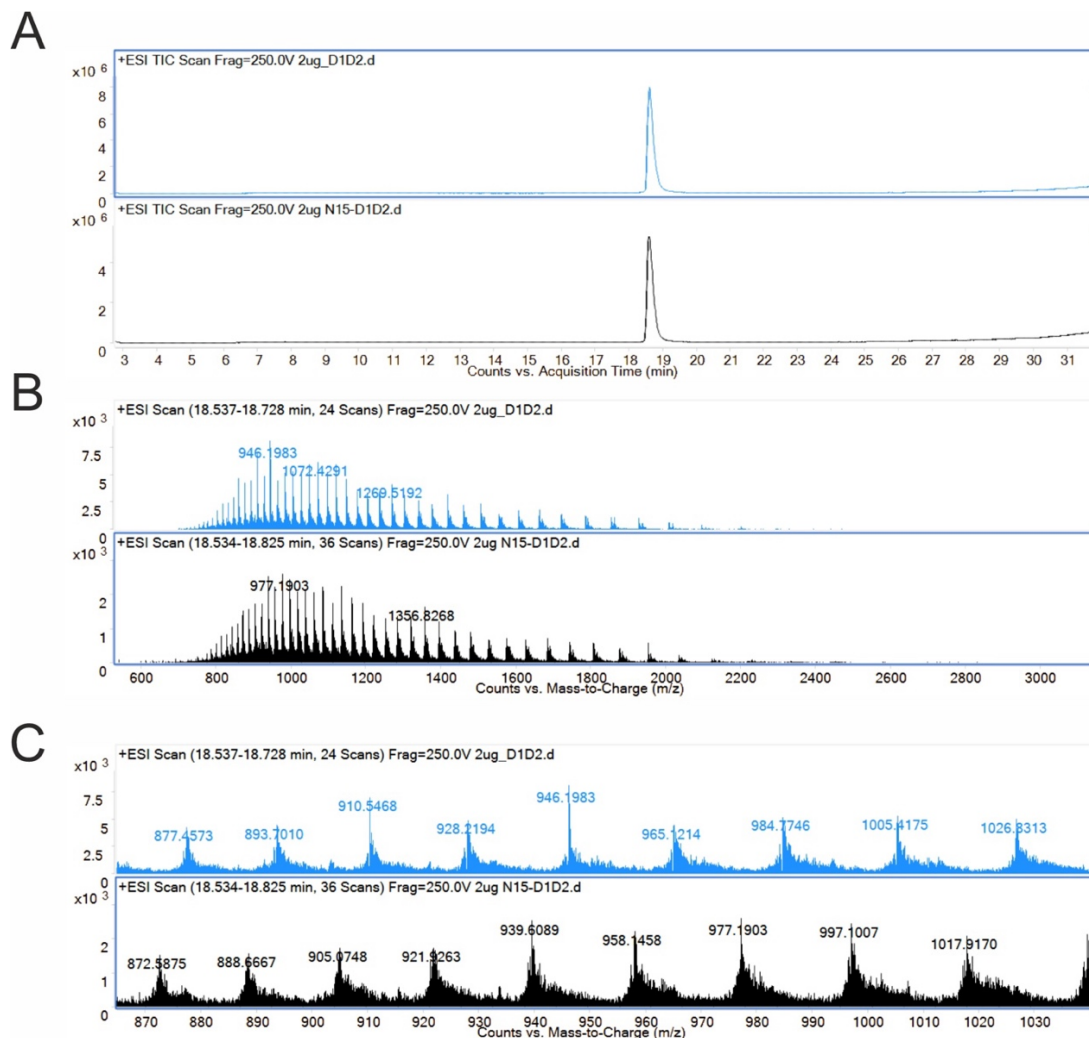 A
+ESI TIC Scan Frag=250.0V 2ug_D1D2.d
x10 6
8
6
4
2
0
+ESI TIC Scan Frag=250.0V 2ug N15-D1D2.d
x10 6
4
2
0
3 4 5 6 7 8 9 10 11 12 13 14 15 16 17 18 19 20 21 22 23 24 25 26 27 28 29 30 31
Counts vs. Acquisition Time (min)
B
+ESI Scan (18.537-18.728 min, 24 Scans) Frag=250.0V 2ug_D1D2.d
x10 3
7.5
5
2.5
0
946.1983
1072.4291
1269.5192
+ESI Scan (18.534-18.825 min, 36 Scans) Frag=250.0V 2ug N15-D1D2.d
x10 3
2
1
0
977.1903
1356.8268
600 800 1000 1200 1400 1600 1800 2000 2200 2400 2600 2800 3000
Counts vs. Mass-to-Charge (m/z)
C
+ESI Scan (18.537-18.728 min, 24 Scans) Frag=250.0V 2ug_D1D2.d
x10 3
7.5
5
2.5
0
877.4573 893.7010 910.5468 928.2194 946.1983 965.1214 984.7746 1005.4175 1026.8313
+ESI Scan (18.534-18.825 min, 36 Scans) Frag=250.0V 2ug N15-D1D2.d
x10 3
2
1
0
872.5875 888.6667 905.0748 921.9263 939.6089 958.1458 977.1903 997.1007 1017.9170
870 880 890 900 910 920 930 940 950 960 970 980 990 1000 1010 1020 1030
Counts vs. Mass-to-Charge (m/z)